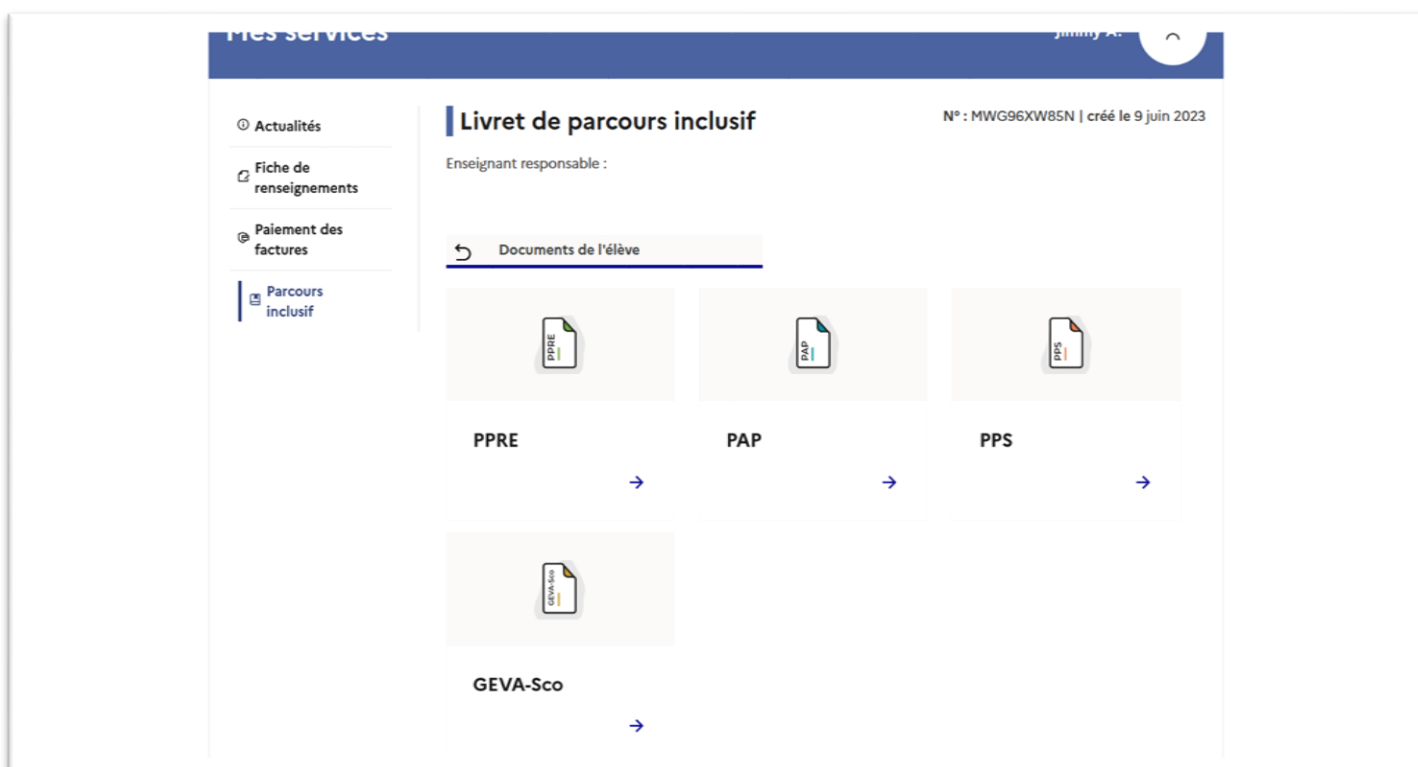 Mes services
Jimmy A.
Actualités
Fiche de
renseignements
Paiement des
factures
Parcours
inclusif
Livret de parcours inclusif
N° : MWG96XW85N | créé le 9 juin 2023
Enseignant responsable :
Documents de l'élève
PPRE
PAP
PPS
PPRE
PAP
PPS
GEVA-Sco
GEVA-Sco